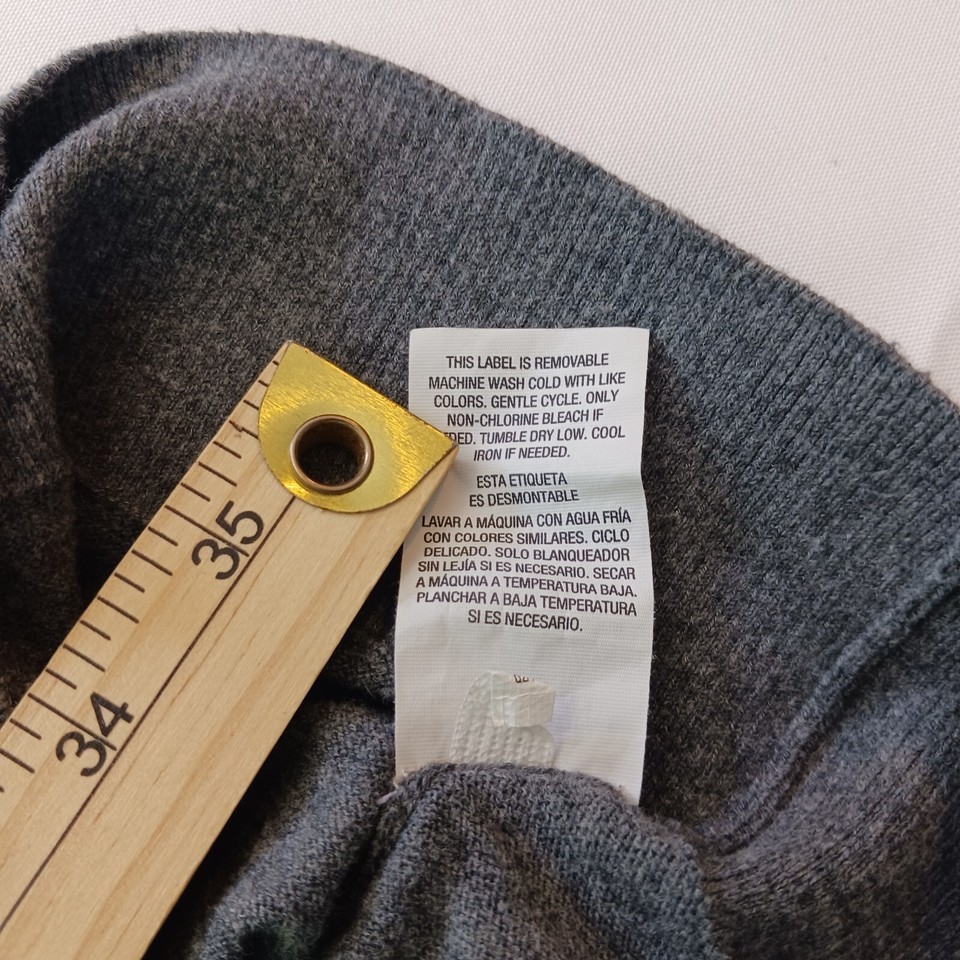 THIS LABEL IS REMOVABLE
MACHINE WASH COLD WITH LIKE
COLORS. GENTLE CYCLE. ONLY
NON-CHLORINE BLEACH IF
TUMBLE DRY LOW. COOL
IRON IF NEEDED.
ESTA ETIQUETA
ES DESMONTABLE
LAVAR A MÁQUINA CON AGUA FRÍA
CON COLORES SIMILARES. CICLO
DELICADO. SOLO BLANQUEADOR
SIN LEJÍA SI ES NECESARIO. SECAR
A MÁQUINA A TEMPERATURA BAJA.
PLANCHAR A BAJA TEMPERATURA
SI ES NECESARIO.
35
34